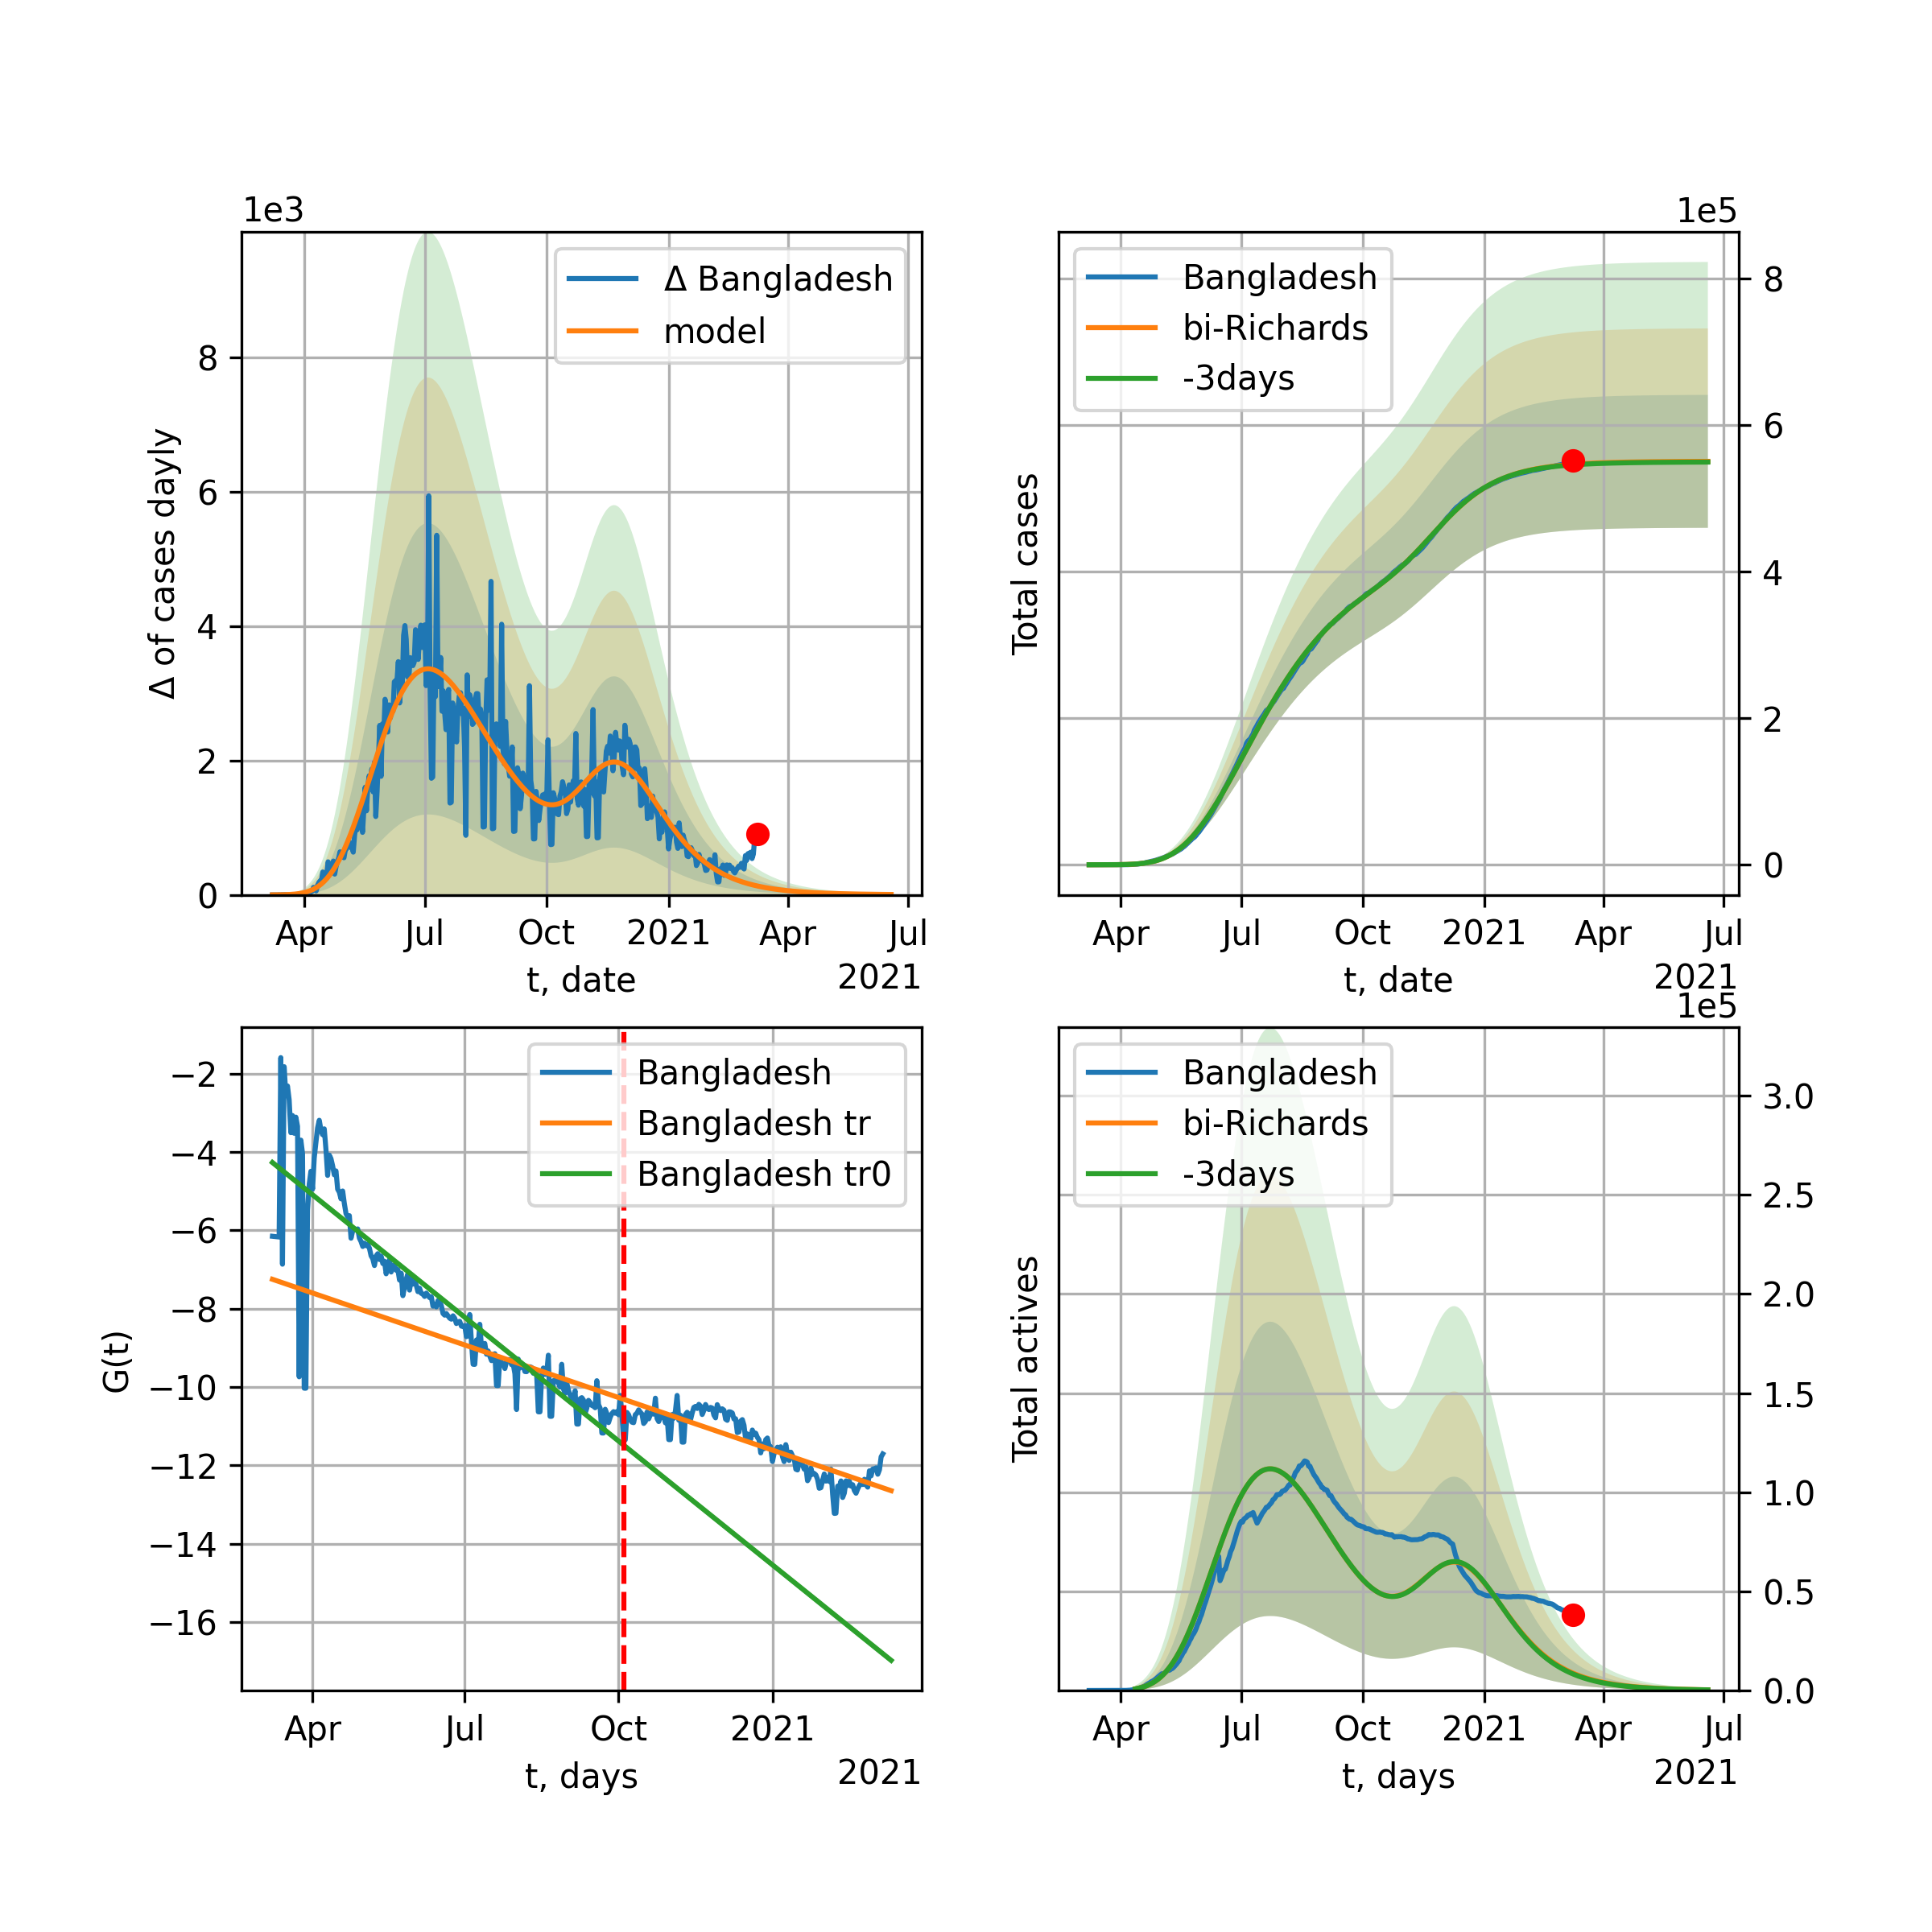 1e3
Δ Bangladesh
model
8
6
4
2
0
Δ of cases dayly
Apr
Jul
Oct
2021
Apr
Jul
t, date
2021
1e5
Bangladesh
bi-Richards
-3days
Total cases
8
6
4
2
0
Apr
Jul
Oct
2021
Apr
Jul
t, date
2021
Bangladesh
Bangladesh tr
Bangladesh tr0
−2
−4
−6
−8
−10
−12
−14
−16
G(t)
Apr
Jul
Oct
2021
t, days
2021
1e5
Bangladesh
bi-Richards
-3days
Total actives
3.0
2.5
2.0
1.5
1.0
0.5
0.0
Apr
Jul
Oct
2021
Apr
Jul
t, days
2021